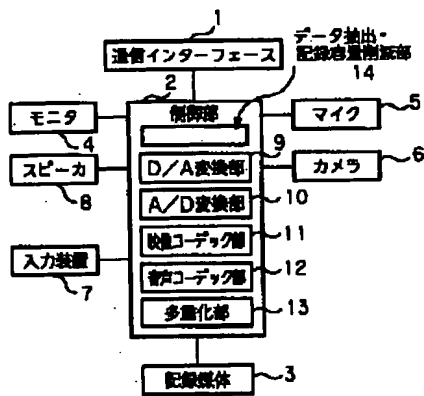 1
通信インターフェース
データ抽出・
記録容量削減部
14
2
制御部
モニタ
4
マイク
5
9
D/A変換部
スピーカ
8
カメラ
6
A/D変換部
10
映像コーデック部
11
入力装置
7
音声コーデック部
12
多重化部
13
記録媒体
3